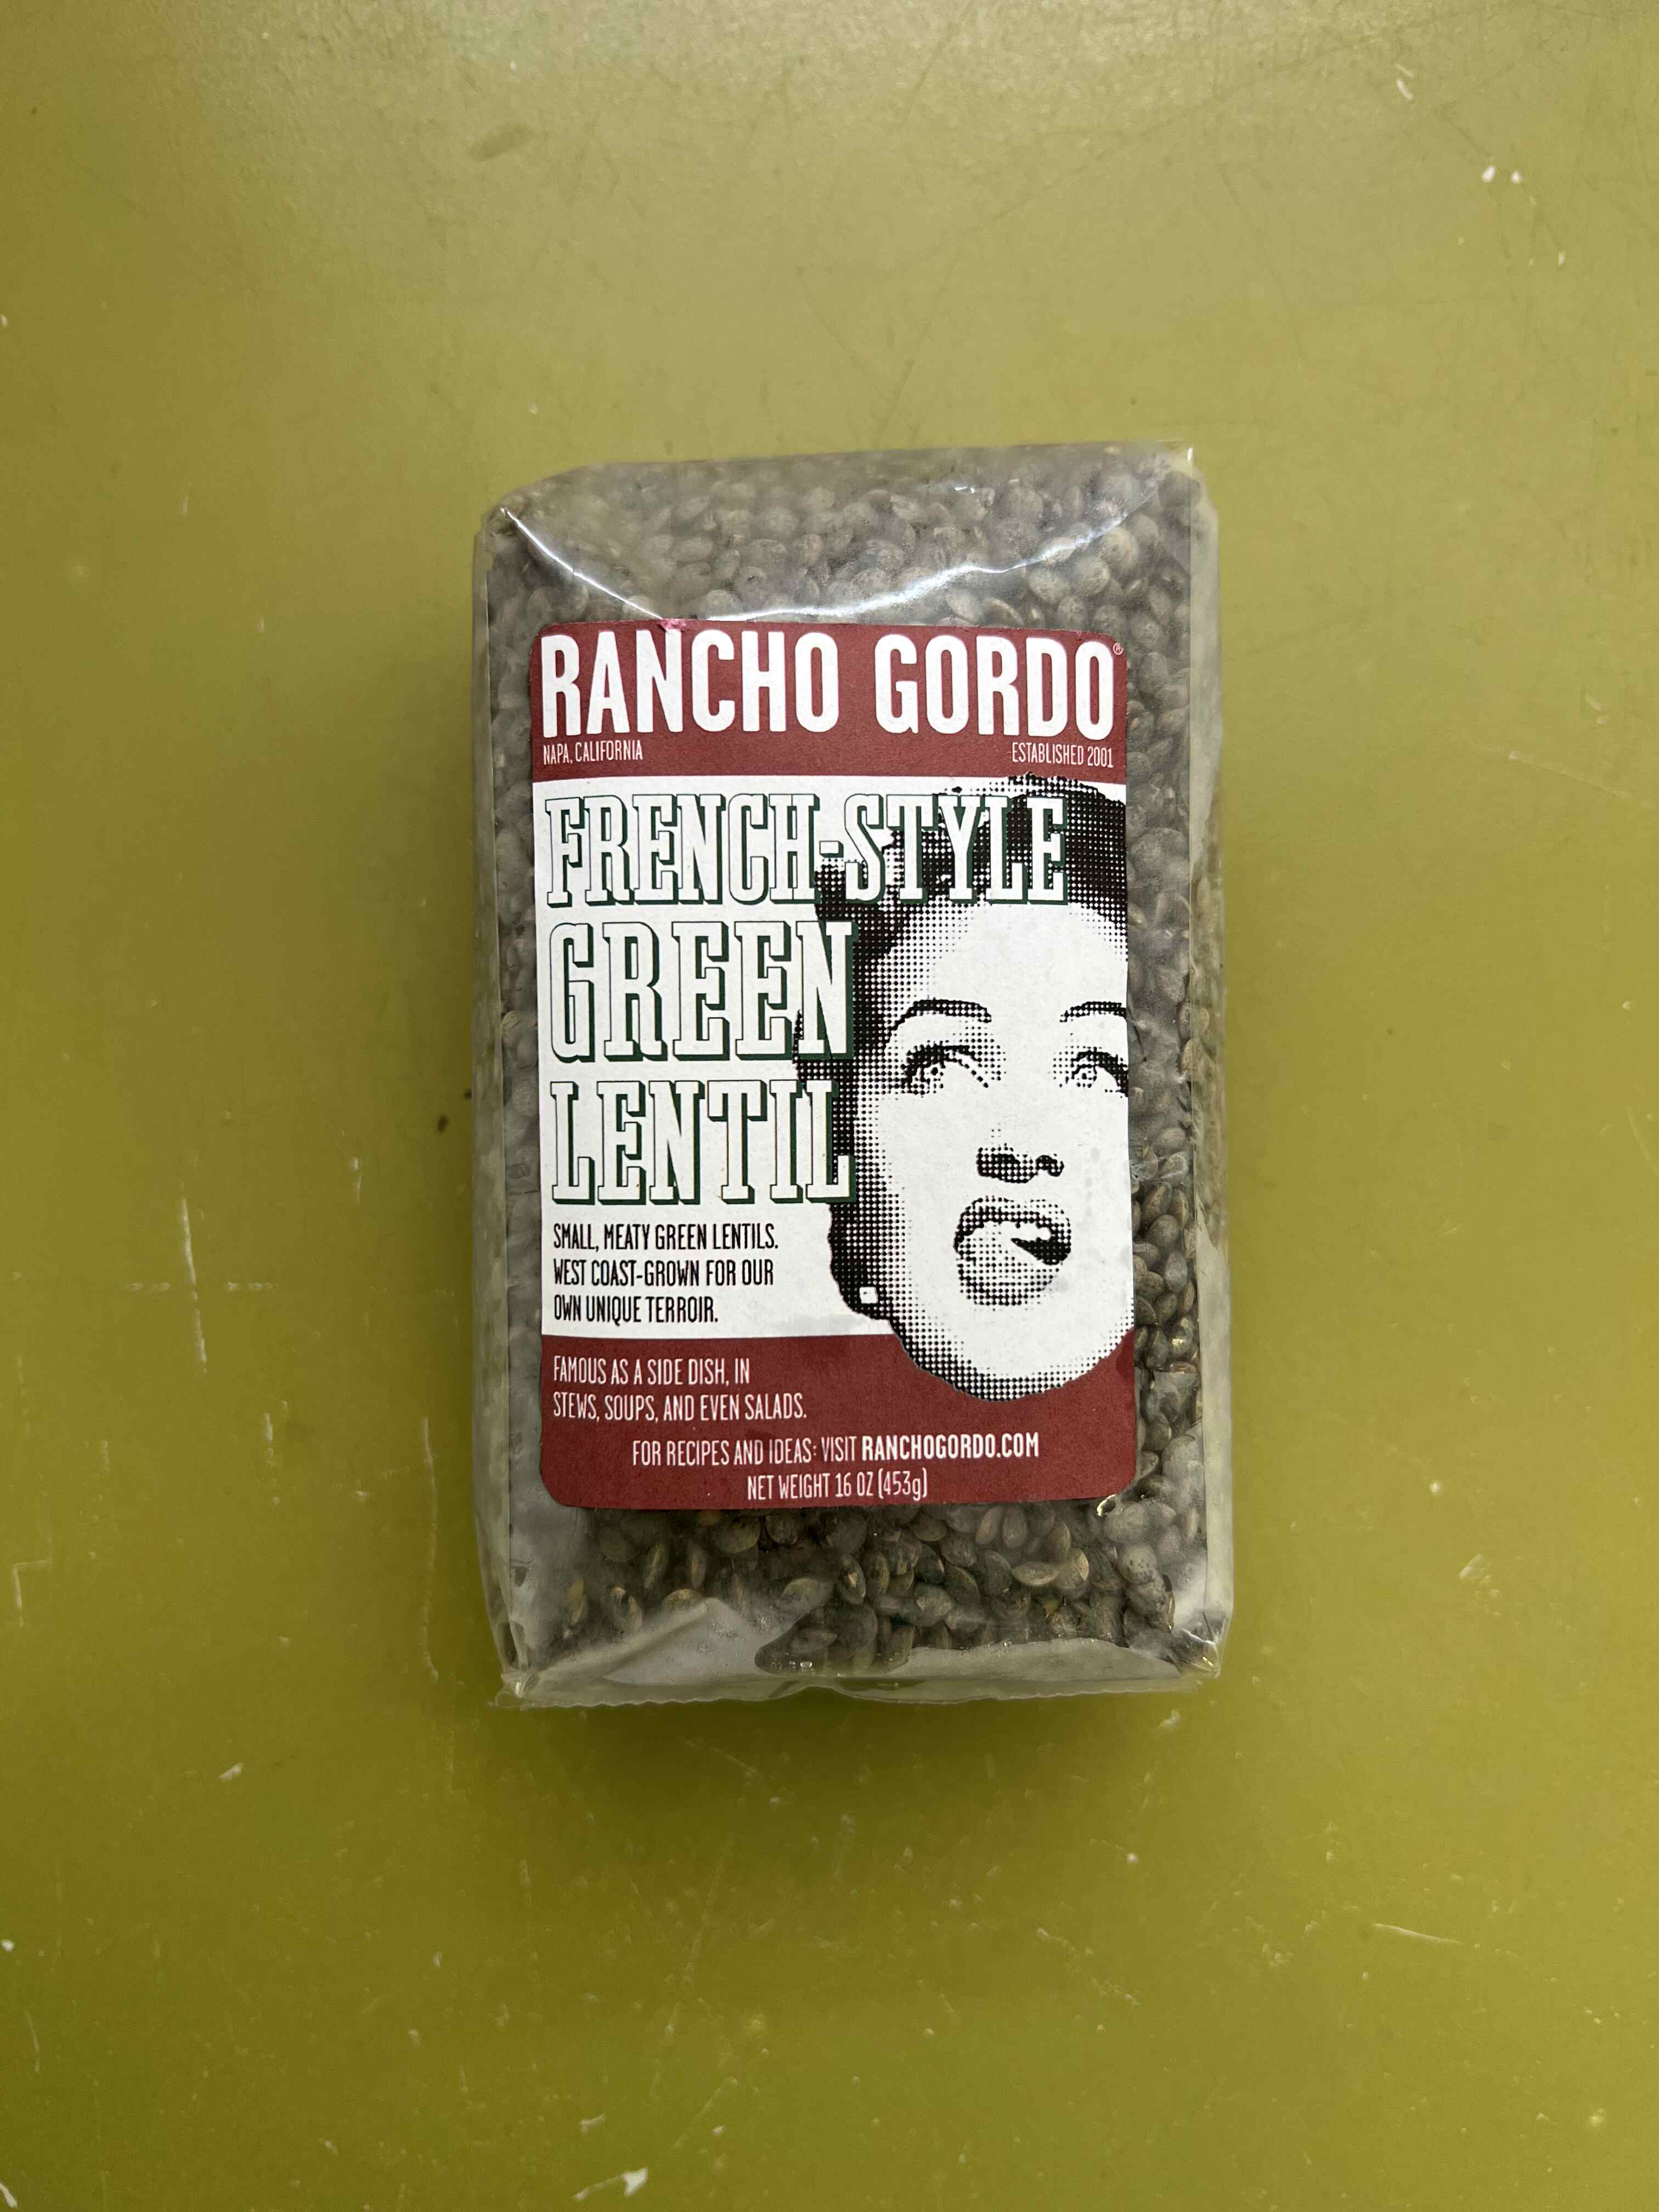 RANCHO GORDO®
NAPA, CALIFORNIA ESTABLISHED 2001
FRENCH-STYLE
GREEN
LENTIL
SMALL, MEATY GREEN LENTILS.
WEST COAST-GROWN FOR OUR
OWN UNIQUE TERROIR.
FAMOUS AS A SIDE DISH, IN
STEWS, SOUPS, AND EVEN SALADS.
FOR RECIPES AND IDEAS: VISIT RANCHOGORDO.COM
NET WEIGHT 16 OZ (453g)